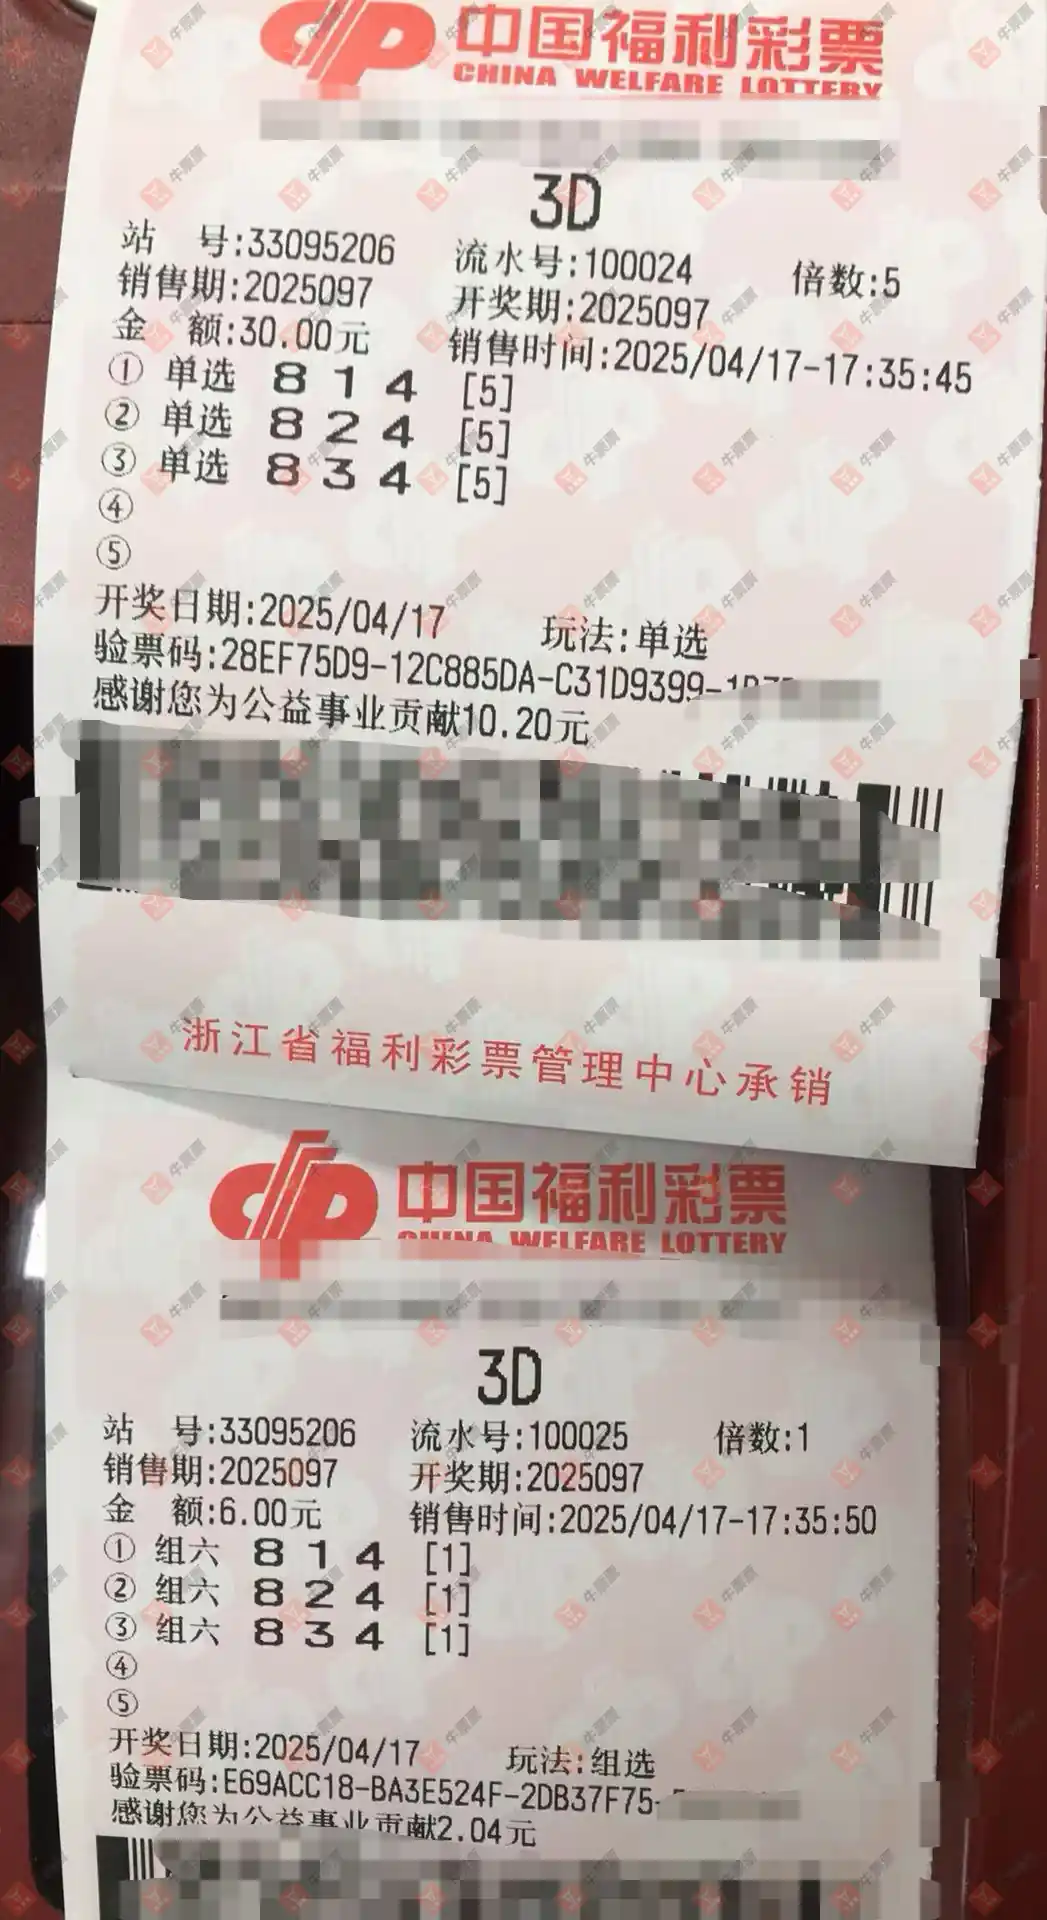 中国福利彩票
CHINA WELFARE LOTTERY
3D
站 号:33095206 流水号:100024 倍数:5
销售期:2025097 开奖期:2025097
金 额:30.00元 销售时间:2025/04/17-17:35:45
① 单选 8 1 4 [5]
② 单选 8 2 4 [5]
③ 单选 8 3 4 [5]
④
⑤
开奖日期:2025/04/17 玩法:单选
验票码:28EF75D9-12C885DA-C31D9399-
感谢您为公益事业贡献10.20元
浙江省福利彩票管理中心承销
中国福利彩票
CHINA WELFARE LOTTERY
3D
站 号:33095206 流水号:100025 倍数:1
销售期:2025097 开奖期:2025097
金 额:6.00元 销售时间:2025/04/17-17:35:50
① 组六 8 1 4 [1]
② 组六 8 2 4 [1]
③ 组六 8 3 4 [1]
④
⑤
开奖日期:2025/04/17 玩法:组选
验票码:E69ACC18-BA3E524F-2DB37F75-
感谢您为公益事业贡献2.04元
牛票票